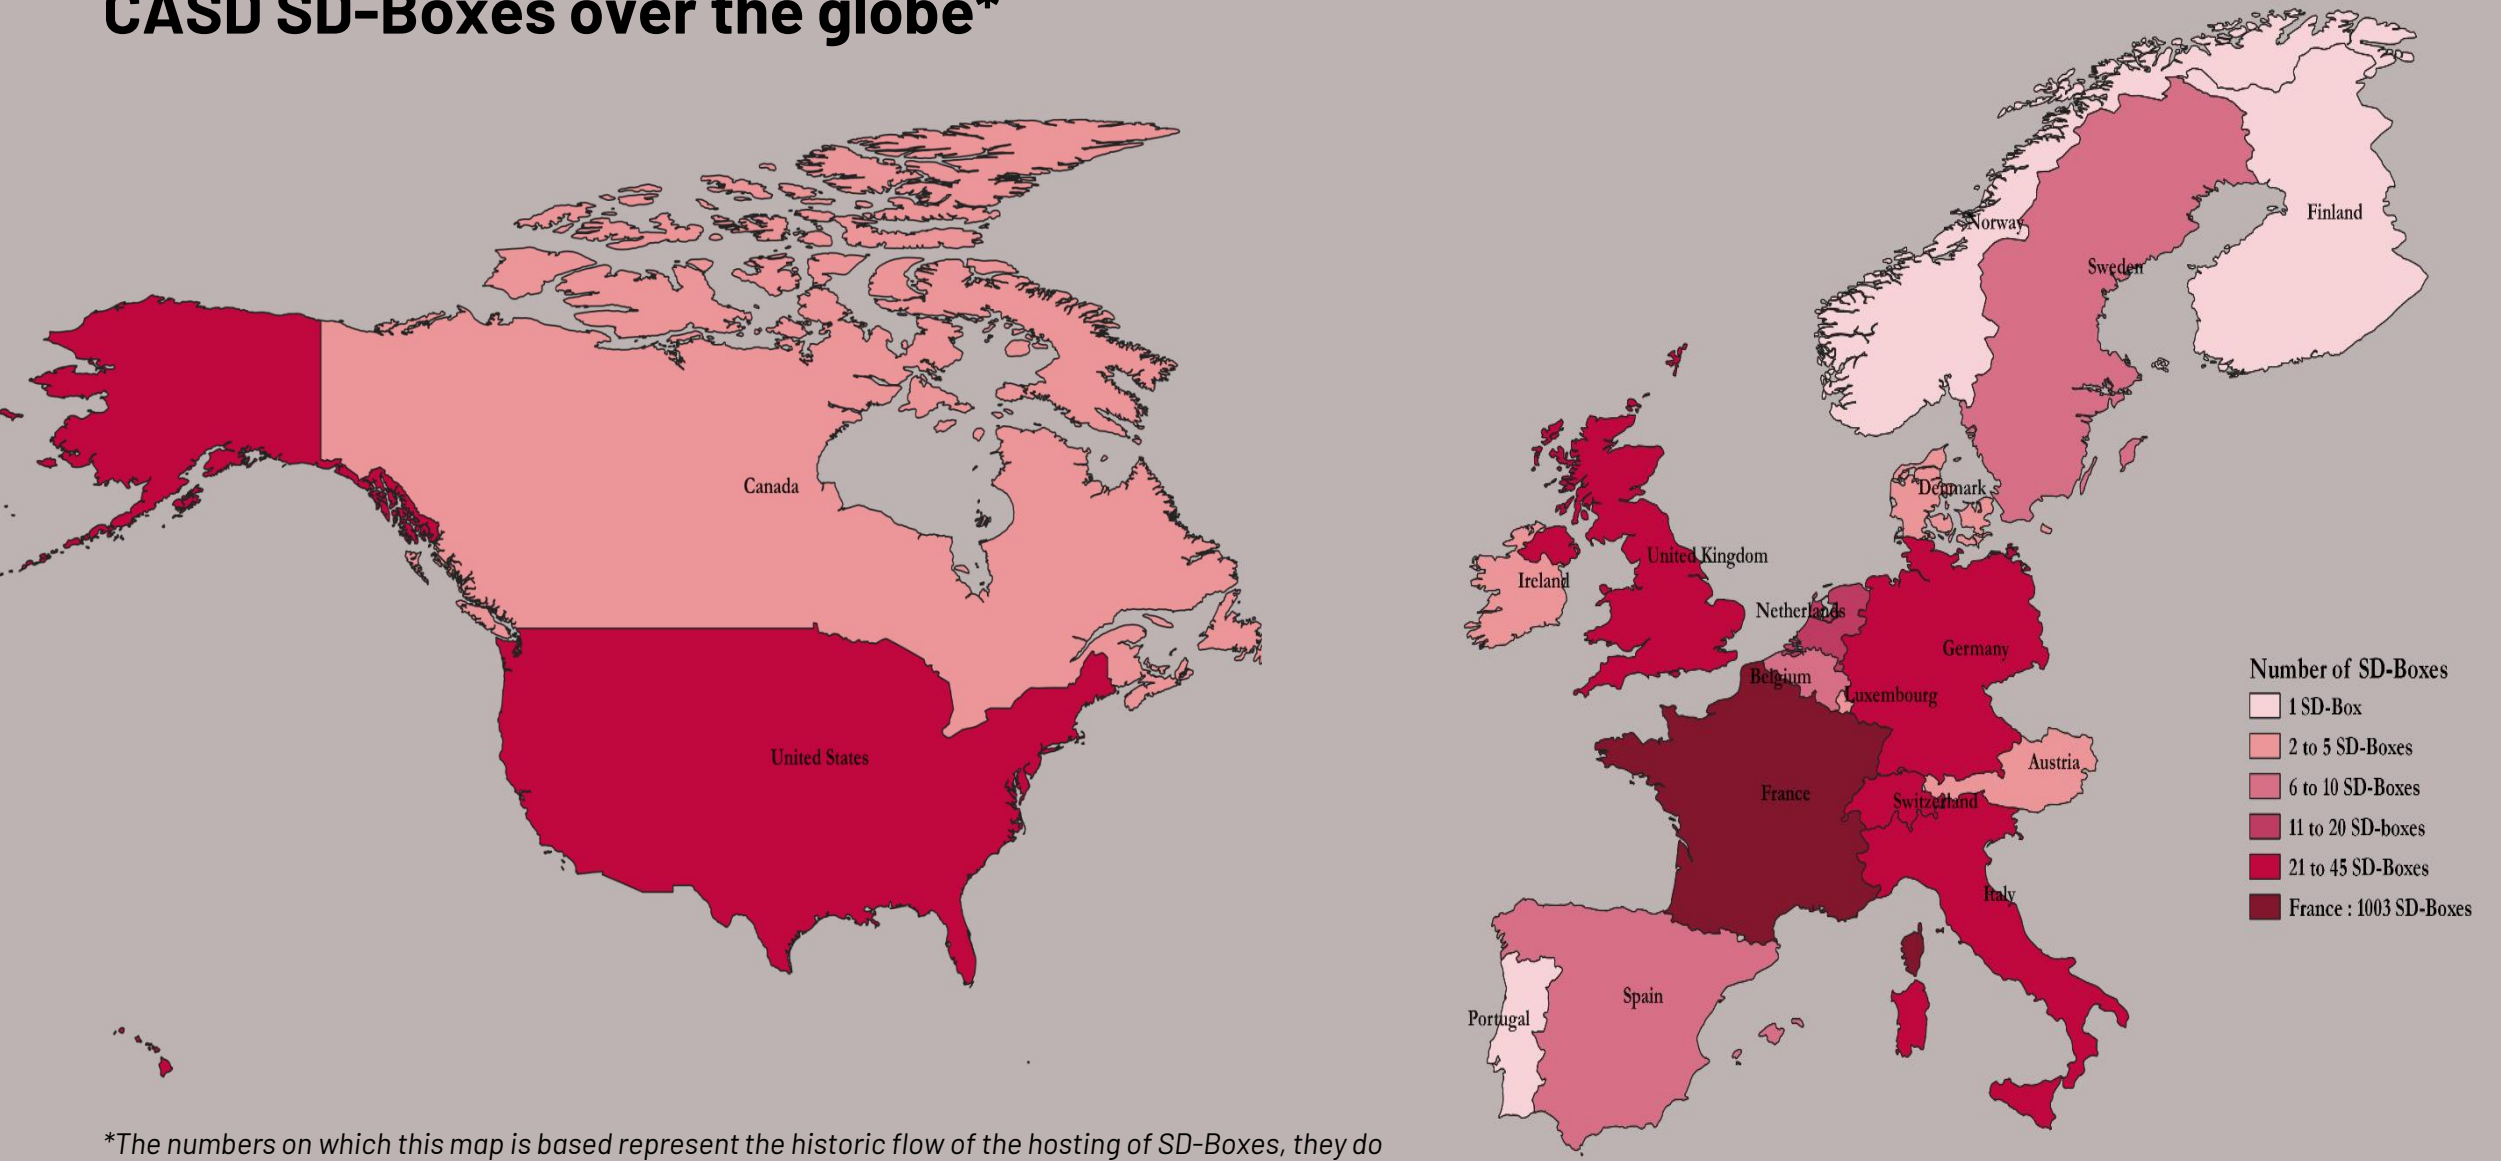 CASD SD-Boxes over the globe*
Norway
Finland
Sweden
Canada
Denmark
United Kingdom
Ireland
Netherlands
Germany
Belgium
Luxembourg
United States
Austria
France
Switzerland
Italy
Spain
Portugal
Number of SD-Boxes
1 SD-Box
2 to 5 SD-Boxes
6 to 10 SD-Boxes
11 to 20 SD-boxes
21 to 45 SD-Boxes
France : 1003 SD-Boxes
*The numbers on which this map is based represent the historic flow of the hosting of SD-Boxes, they do